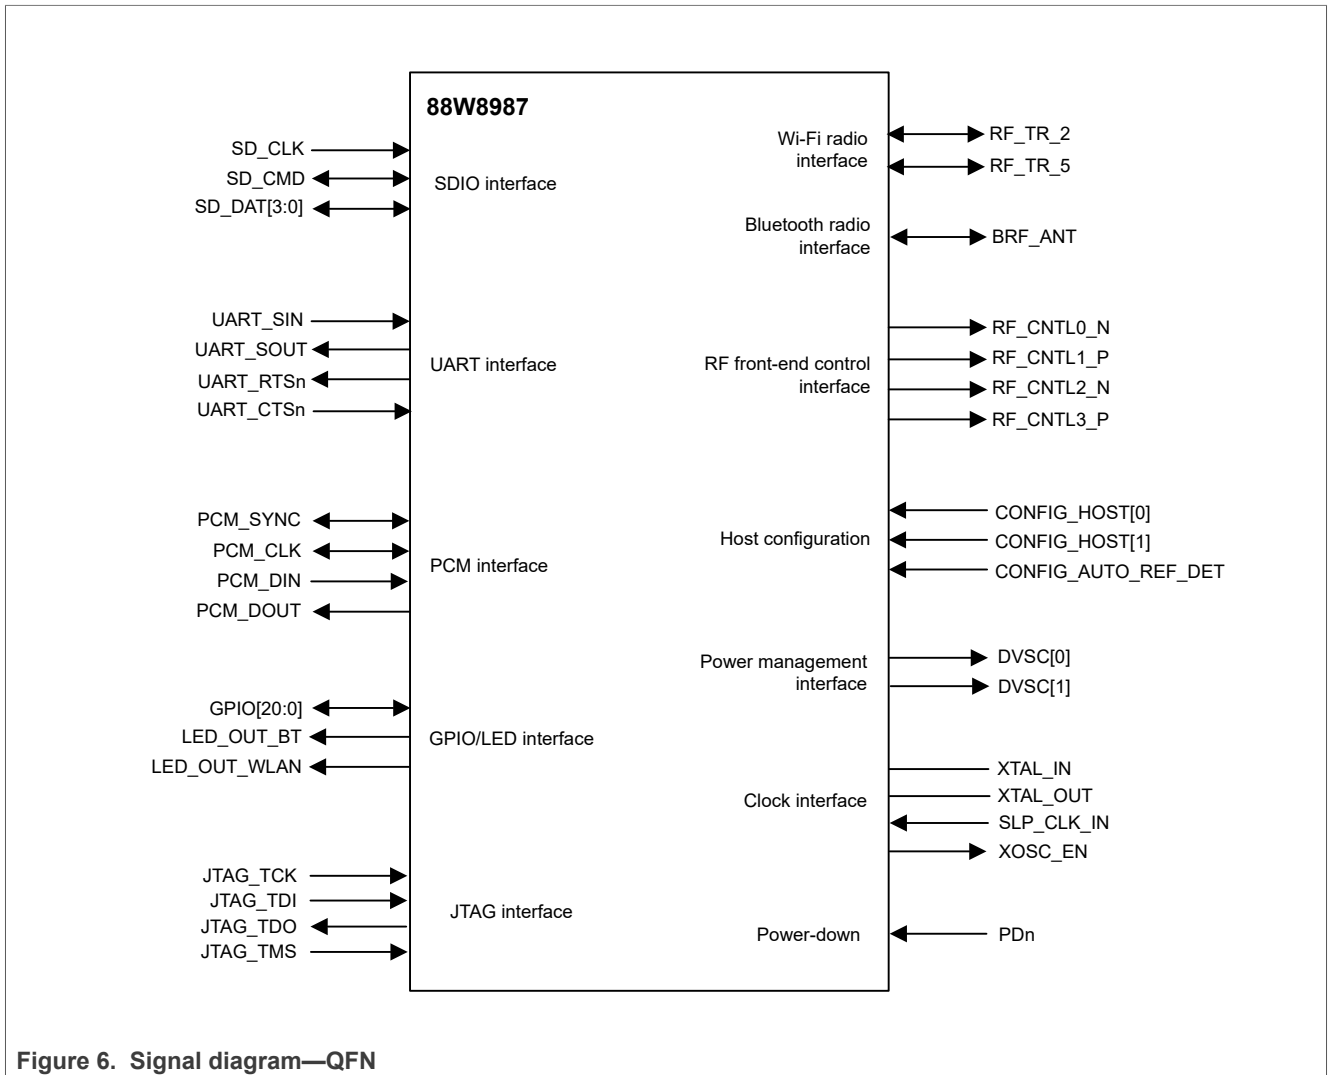 88W8987
SD_CLK
SD_CMD
SD_DAT[3:0]
SDIO interface
UART_SIN
UART_SOUT
UART_RTSn
UART_CTSn
UART interface
PCM_SYNC
PCM_CLK
PCM_DIN
PCM_DOUT
PCM interface
GPIO[20:0]
LED_OUT_BT
LED_OUT_WLAN
GPIO/LED interface
JTAG_TCK
JTAG_TDI
JTAG_TDO
JTAG_TMS
JTAG interface
Wi-Fi radio
interface
RF_TR_2
RF_TR_5
Bluetooth radio
interface
BRF_ANT
RF front-end control
interface
RF_CNTL0_N
RF_CNTL1_P
RF_CNTL2_N
RF_CNTL3_P
Host configuration
CONFIG_HOST[0]
CONFIG_HOST[1]
CONFIG_AUTO_REF_DET
Power management
interface
DVSC[0]
DVSC[1]
Clock interface
XTAL_IN
XTAL_OUT
SLP_CLK_IN
XOSC_EN
Power-down
PDn
Figure 6. Signal diagram—QFN